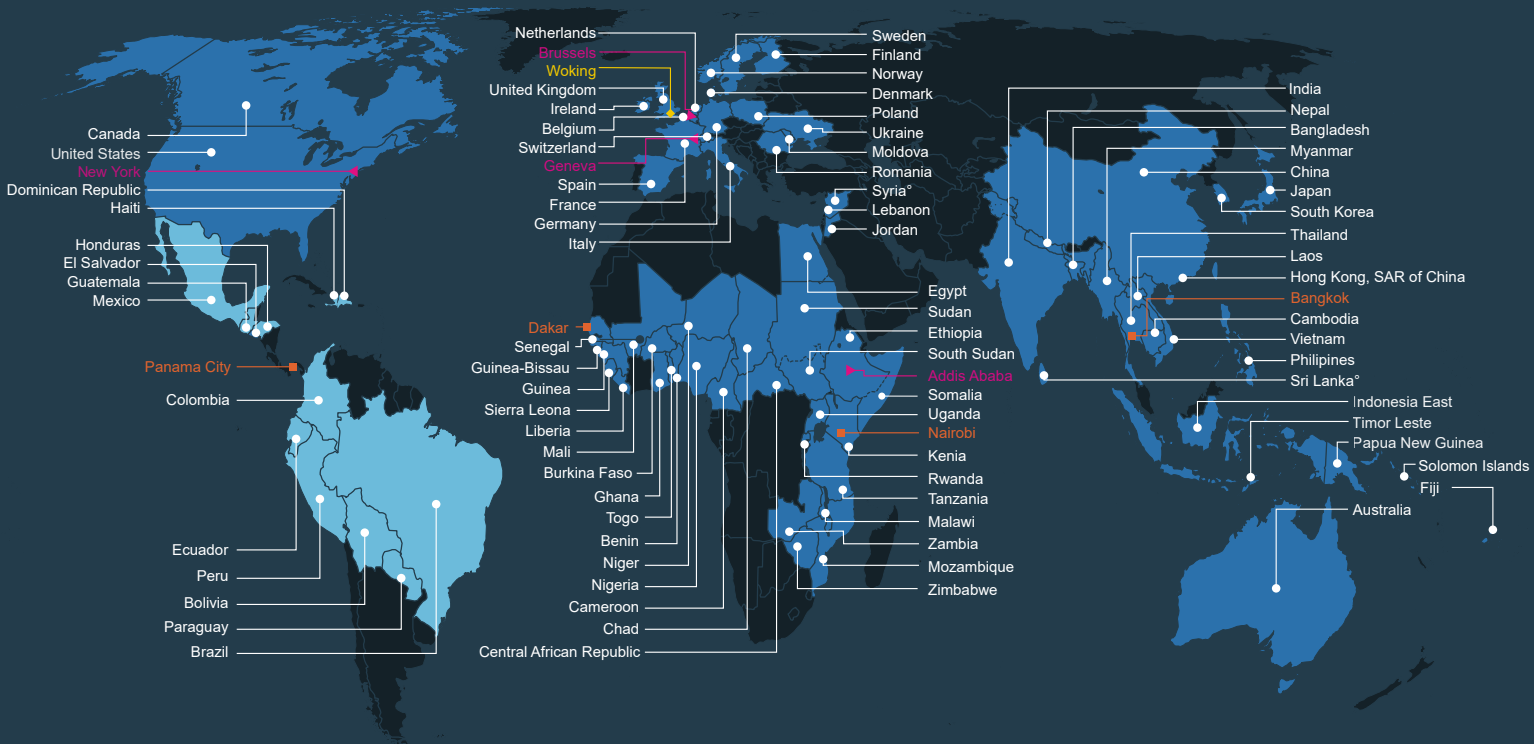 Canada
United States
New York
Dominican Republic
Haiti
Honduras
El Salvador
Guatemala
Mexico
Panama City
Colombia
Ecuador
Peru
Bolivia
Paraguay
Brazil
Netherlands
Brussels
Woking
United Kingdom
Ireland
Belgium
Switzerland
Geneva
Spain
France
Germany
Italy
Dakar
Senegal
Guinea-Bissau
Guinea
Sierra Leona
Liberia
Mali
Burkina Faso
Ghana
Togo
Benin
Niger
Nigeria
Cameroon
Chad
Central African Republic
Sweden
Finland
Norway
Denmark
Poland
Ukraine
Moldova
Romania
Syria°
Lebanon
Jordan
Egypt
Sudan
Ethiopia
South Sudan
Addis Ababa
Somalia
Uganda
Nairobi
Kenia
Rwanda
Tanzania
Malawi
Zambia
Mozambique
Zimbabwe
India
Nepal
Bangladesh
Myanmar
China
Japan
South Korea
Thailand
Laos
Hong Kong, SAR of China
Bangkok
Cambodia
Vietnam
Philipines
Sri Lanka°
Indonesia East
Timor Leste
Papua New Guinea
Solomon Islands
Fiji
Australia